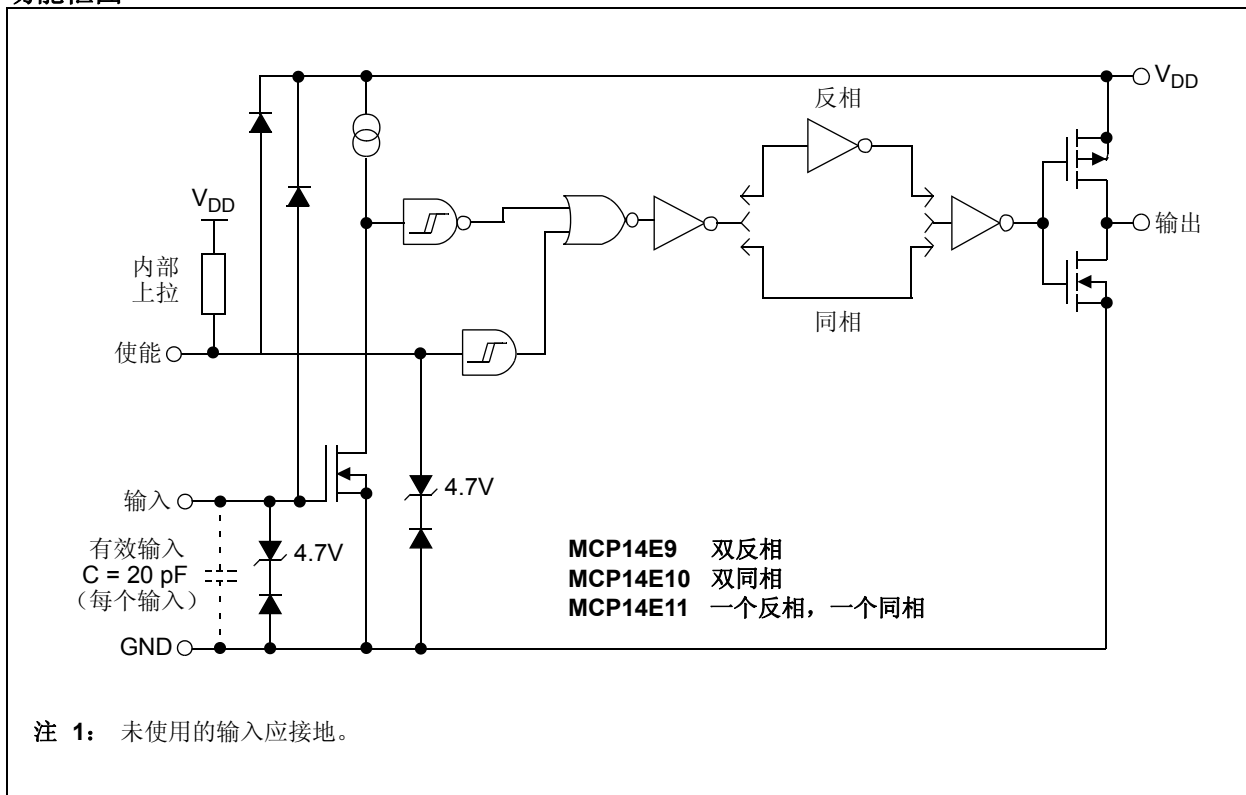 反相
V_DD
V_DD
输出
内部
上拉
同相
使能
4.7V
输入
有效输入
C = 20 pF
（每个输入）
4.7V
MCP14E9 双反相
MCP14E10 双同相
MCP14E11 一个反相，一个同相
GND
注 1： 未使用的输入应接地。